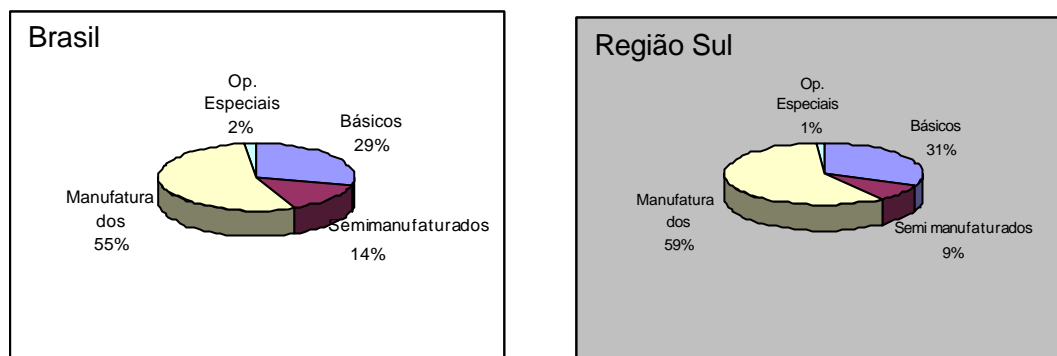 Brasil
Op.
Especiais
2%
Básicos
29%
Manufatura
dos
55%
Semimanufaturados
14%
Região Sul
Op.
Especiais
1%
Básicos
31%
Manufatura
dos
59%
Semi manufaturados
9%